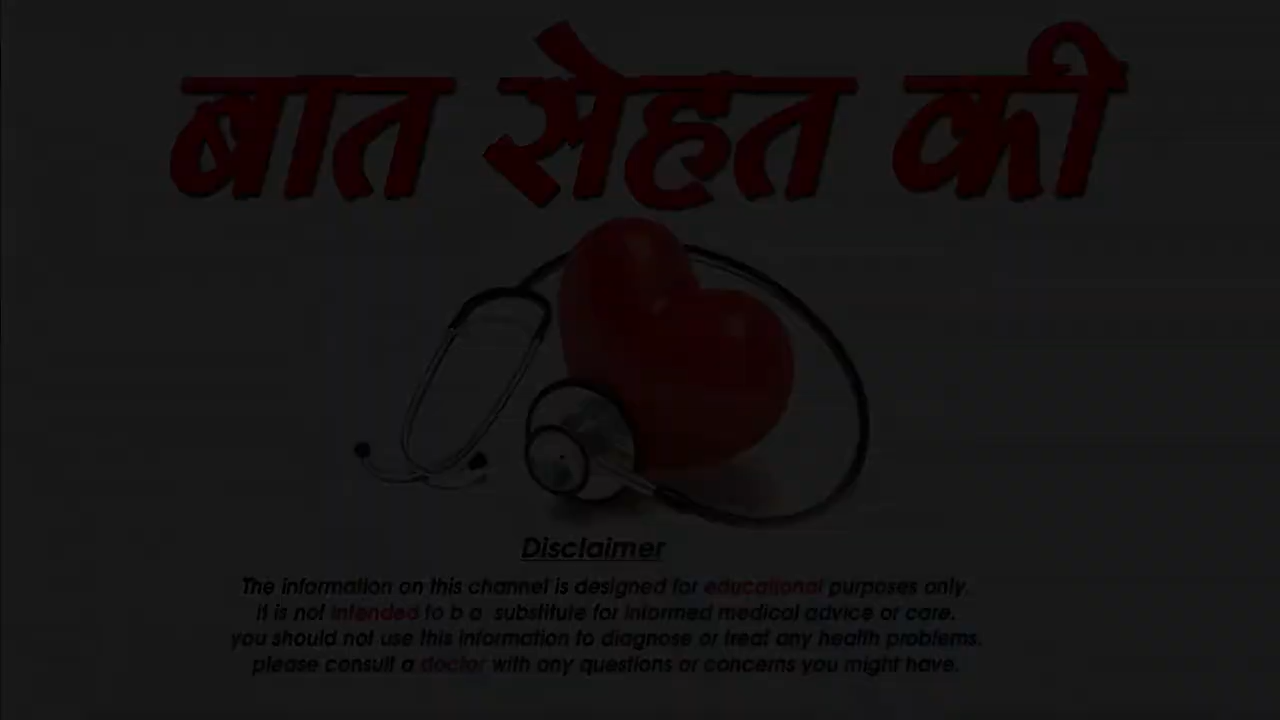 बात सेहत की
Disclaimer
The information on this channel is designed for educational purposes only.
it is not intended to b a substitute for informed medical advice or care.
you should not use this information to diagnose or treat any health problems.
please consult a doctor with any questions or concerns you might have.